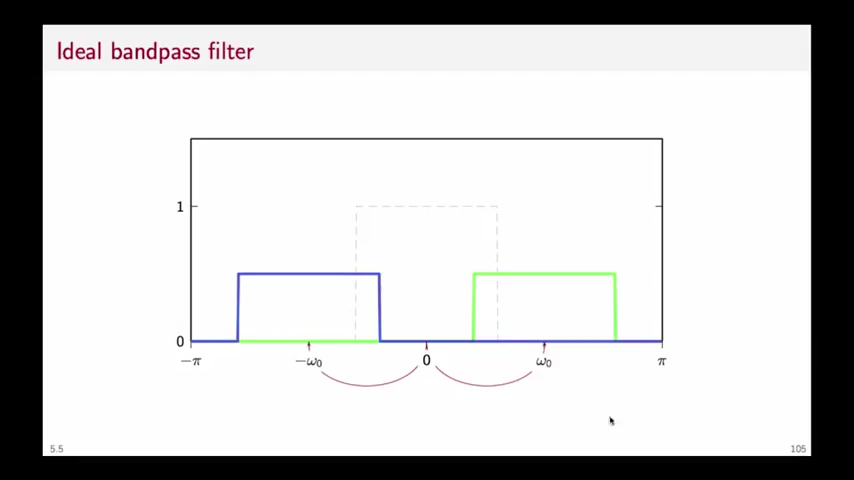 Ideal bandpass filter
1
0
−π
−ω₀
0
ω₀
π
5.5
105